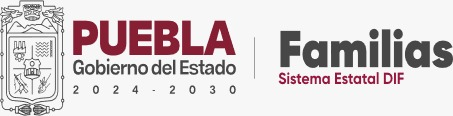 PUEBLA
Gobierno del Estado
2024 - 2030
Familias
Sistema Estatal DIF